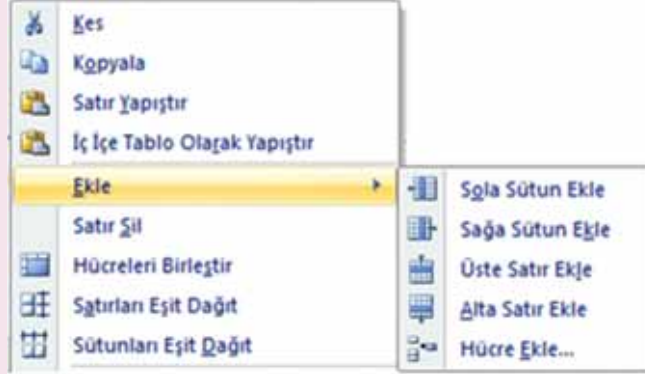 Kes
Kopyala
Satır Yapıştır
İç İçe Tablo Olarak Yapıştır
Ekle
Satır Sil
Hücreleri Birleştir
Satırları Eşit Dağıt
Sütunları Eşit Dağıt
Sola Sütun Ekle
Sağa Sütun Ekle
Üste Satır Ekle
Alta Satır Ekle
Hücre Ekle...